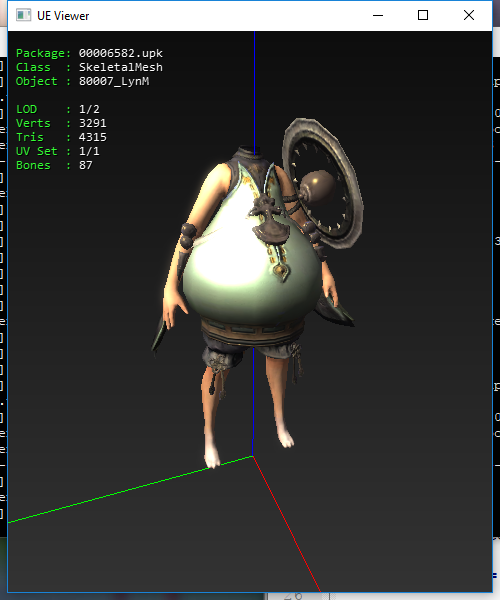 UE Viewer
Package: 00006582.upk
Class : SkeletalMesh
Object : 80007_LynM
LOD : 1/2
Verts : 3291
Tris : 4315
UV Set : 1/1
Bones : 87